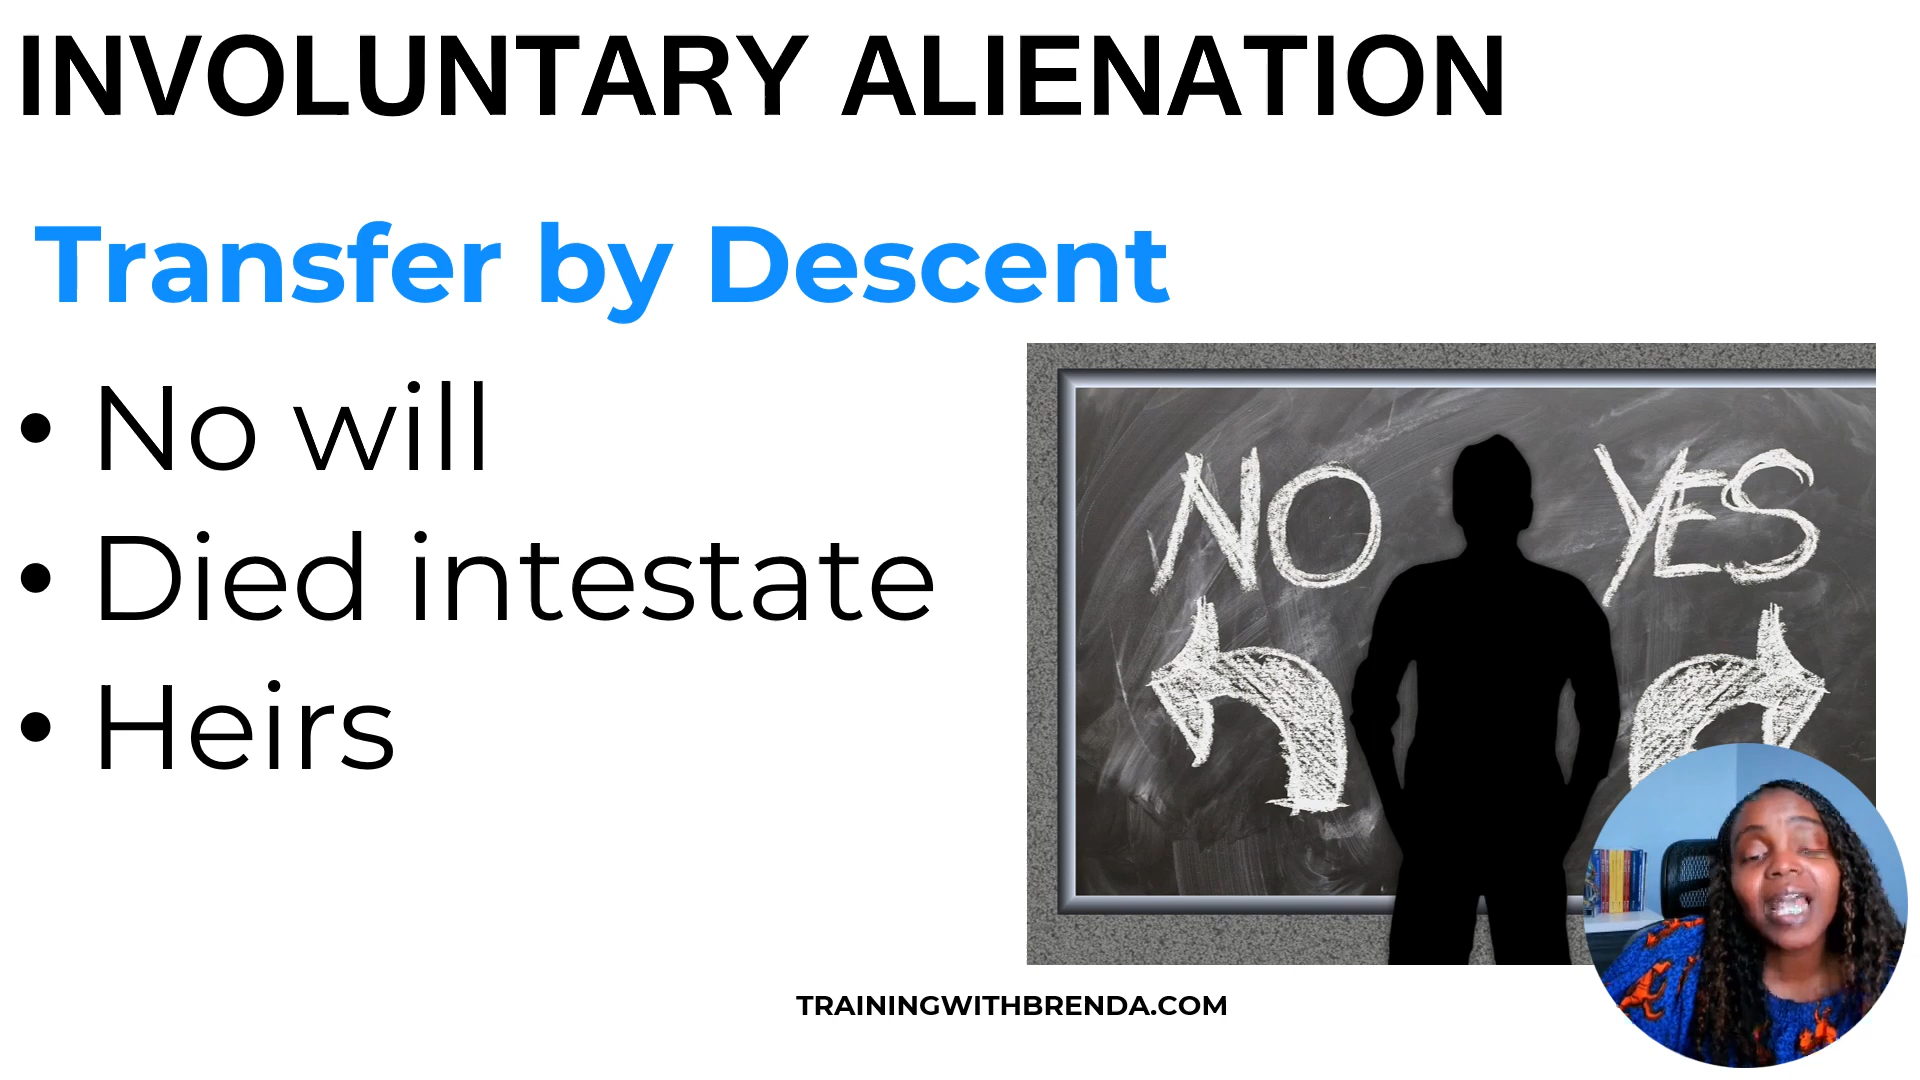 INVOLUNTARY ALIENATION
Transfer by Descent
• No will
• Died intestate
• Heirs
NO YES
TRAININGWITHBRENDA.COM